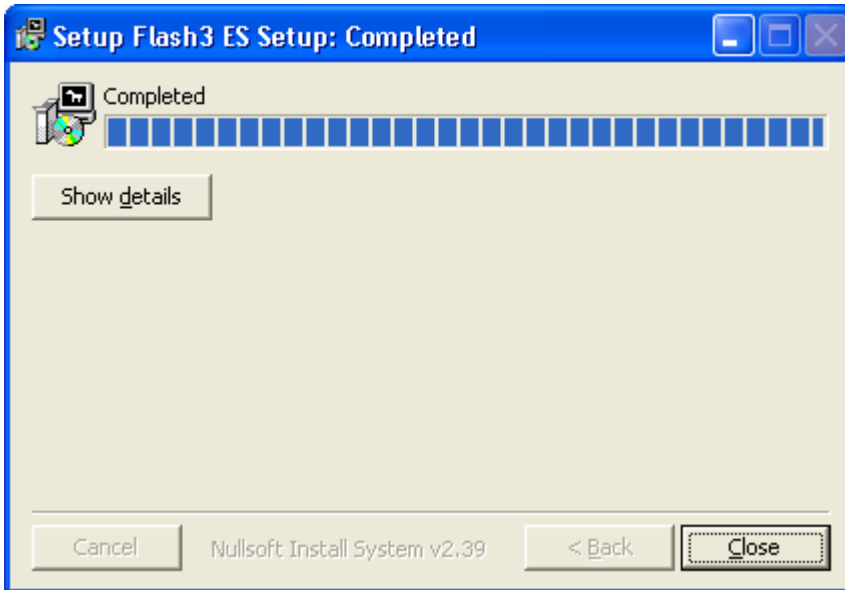 Setup Flash3 ES Setup: Completed
Completed
Show details
Cancel
Nullsoft Install System v2.39
< Back
Close